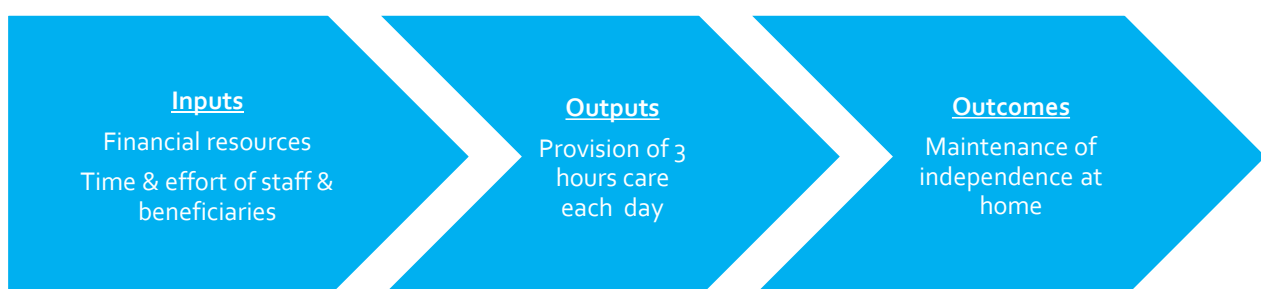 Inputs
Financial resources
Time & effort of staff &
beneficiaries
Outputs
Provision of 3
hours care
each day
Outcomes
Maintenance of
independence at
home